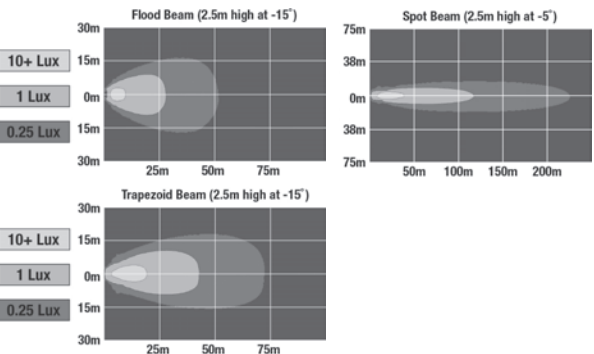 Flood Beam (2.5m high at -15˚)
30m
15m
0m
15m
30m
25m 50m 75m
10+ Lux
1 Lux
0.25 Lux
Spot Beam (2.5m high at -5˚)
75m
38m
0m
38m
75m
50m 100m 150m 200m
Trapezoid Beam (2.5m high at -15˚)
30m
15m
0m
15m
30m
25m 50m 75m
10+ Lux
1 Lux
0.25 Lux